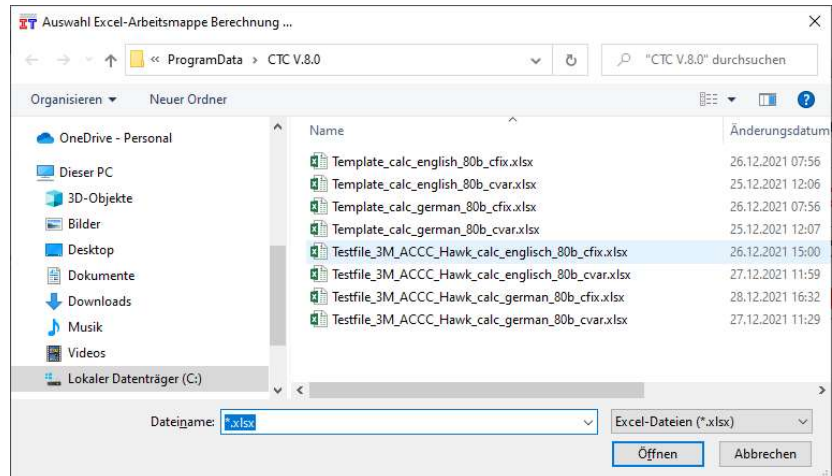 IT Auswahl Excel-Arbeitsmappe Berechnung ...
« ProgramData > CTC V.8.0
"CTC V.8.0" durchsuchen
Organisieren
Neuer Ordner
OneDrive - Personal
Dieser PC
3D-Objekte
Bilder
Desktop
Dokumente
Downloads
Musik
Videos
Lokaler Datenträger (C:)
Name Änderungsdatum
Template_calc_english_80b_cfix.xlsx 26.12.2021 07:56
Template_calc_english_80b_cvar.xlsx 25.12.2021 12:06
Template_calc_german_80b_cfix.xlsx 26.12.2021 07:56
Template_calc_german_80b_cvar.xlsx 25.12.2021 12:07
Testfile_3M_ACCC_Hawk_calc_englisch_80b_cfix.xlsx 26.12.2021 15:00
Testfile_3M_ACCC_Hawk_calc_englisch_80b_cvar.xlsx 27.12.2021 11:59
Testfile_3M_ACCC_Hawk_calc_german_80b_cfix.xlsx 28.12.2021 16:32
Testfile_3M_ACCC_Hawk_calc_german_80b_cvar.xlsx 27.12.2021 11:29
Dateiname: *.xlsx
Excel-Dateien (*.xlsx)
Öffnen Abbrechen